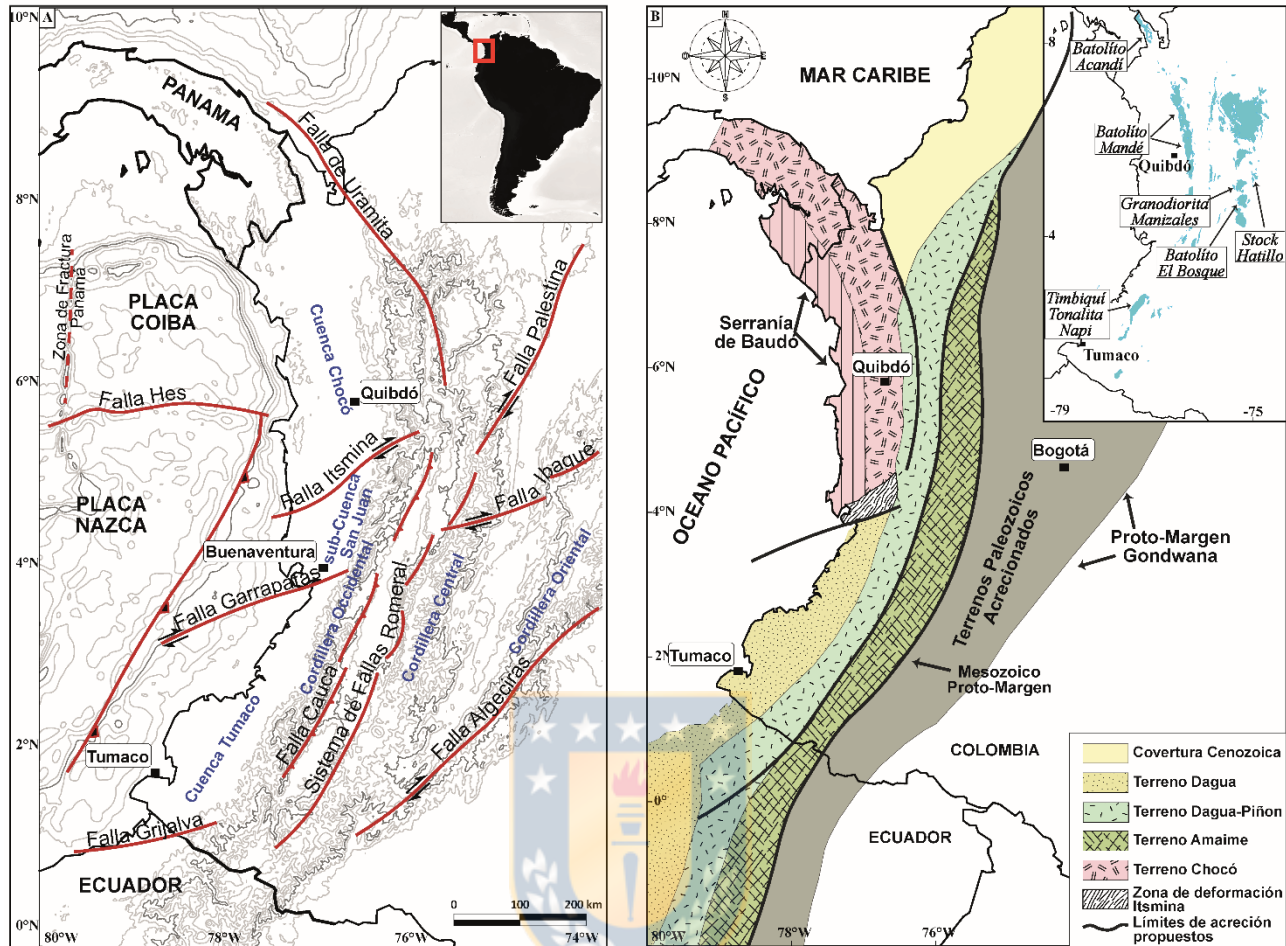 A
10°N
8°N
6°N
4°N
2°N
0°N
PANAMA
Falla de Uramita
Zona de Fractura
Panamá
PLACA
COIBA
Cuenca Chocó
Falla Palestina
Quibdó
Falla Hes
Falla Itsmina
Falla Ibaqué
PLACA
NAZCA
sub-Cuenca
San Juan
Buenaventura
Falla Garrapatas
Cordillera Occidental
Cordillera Central
Cordillera Oriental
Falla Cauca
Sistema de Fallas Romeral
Falla Algeciras
Cuenca Tumaco
Tumaco
Falla Grijalva
ECUADOR
0 100 200 km
80°W 78°W 76°W 74°W
B
N
O E
S
MAR CARIBE
10°N
8°N
6°N
4°N
2°N
0°
Serranía
de Baudó
Quibdó
OCEANO PACÍFICO
Bogotá
Terrenos Paleozoicos
Acrecionados
Proto-Margen
Gondwana
Mesozoico
Proto-Margen
Tumaco
COLOMBIA
ECUADOR
80°W 78°W 76°W
8
4
-79 -75
Batolíto
Acandí
Batolíto
Mandé
Quibdó
Granodiorita
Manizales
Batolíto
El Bosque
Stock
Hatillo
Timbiquí
Tonalita
Napi
Tumaco
Covertura Cenozoica
Terreno Dagua
Terreno Dagua-Piñon
Terreno Amaime
Terreno Chocó
Zona de deformación
Itsmina
Límites de acreción
propuestos